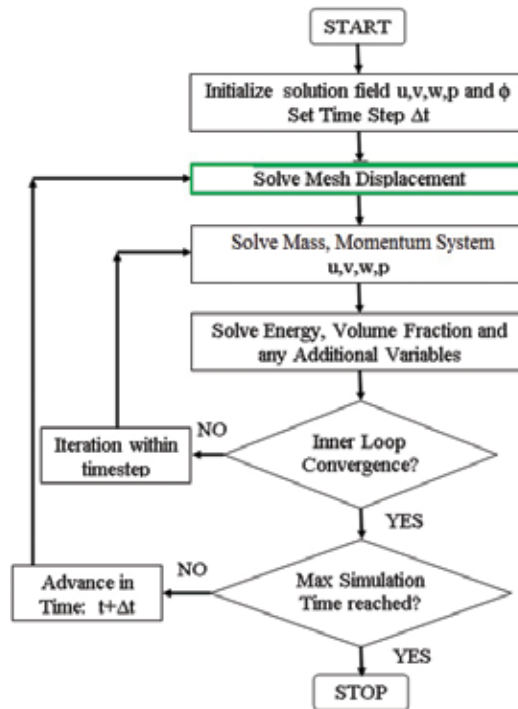 START
Initialize solution field u,v,w,p and ϕ
Set Time Step Δt
Solve Mesh Displacement
Solve Mass, Momentum System
u,v,w,p
Solve Energy, Volume Fraction and
any Additional Variables
Inner Loop
Convergence?
NO
Iteration within
timestep
YES
Max Simulation
Time reached?
NO
Advance in
Time: t+Δt
YES
STOP